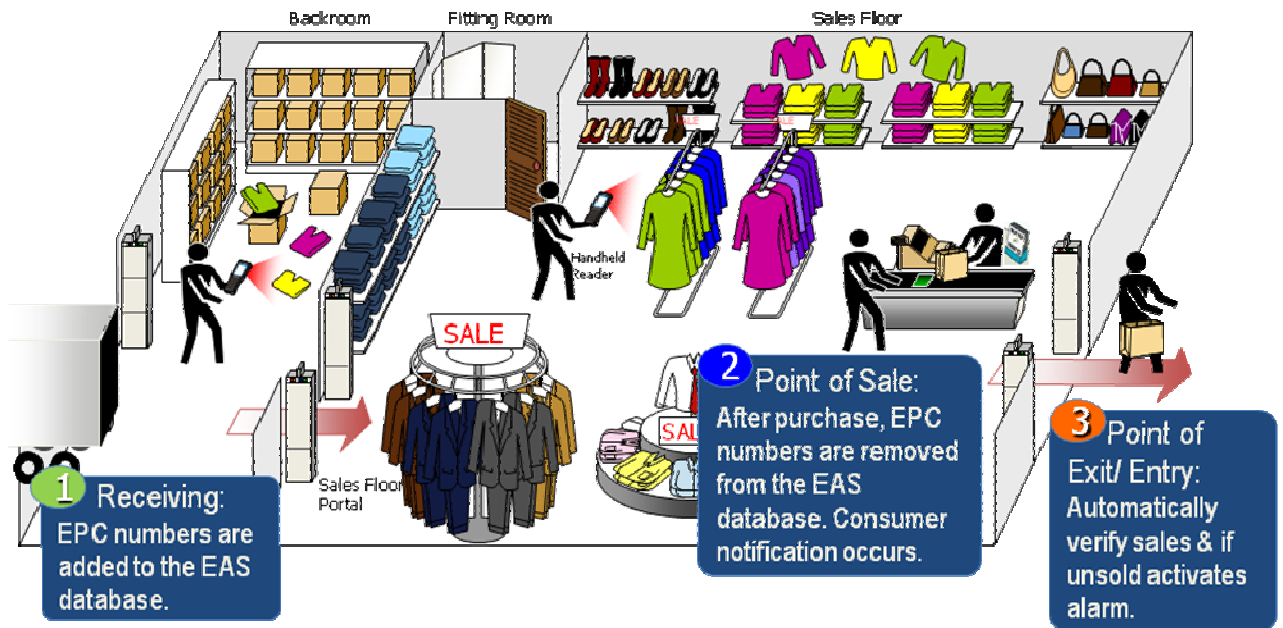 Backroom
Fitting Room
Sales Floor
SALE
SALE
Handheld
Reader
SALE
SALE
Sales Floor
Portal
1 Receiving:
EPC numbers are
added to the EAS
database.
2 Point of Sale:
After purchase, EPC
numbers are removed
from the EAS
database. Consumer
notification occurs.
3 Point of
Exit/ Entry:
Automatically
verify sales & if
unsold activates
alarm.